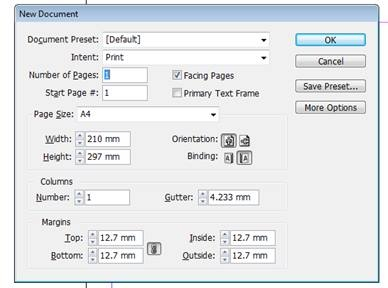 New Document
Document Preset: [Default]
OK
Intent: Print
Cancel
Number of Pages: 1
Facing Pages
Save Preset...
Start Page #: 1
Primary Text Frame
More Options
Page Size: A4
Width: 210 mm
Orientation:
Height: 297 mm
Binding:
Columns
Number: 1
Gutter: 4.233 mm
Margins
Top: 12.7 mm
Inside: 12.7 mm
Bottom: 12.7 mm
Outside: 12.7 mm